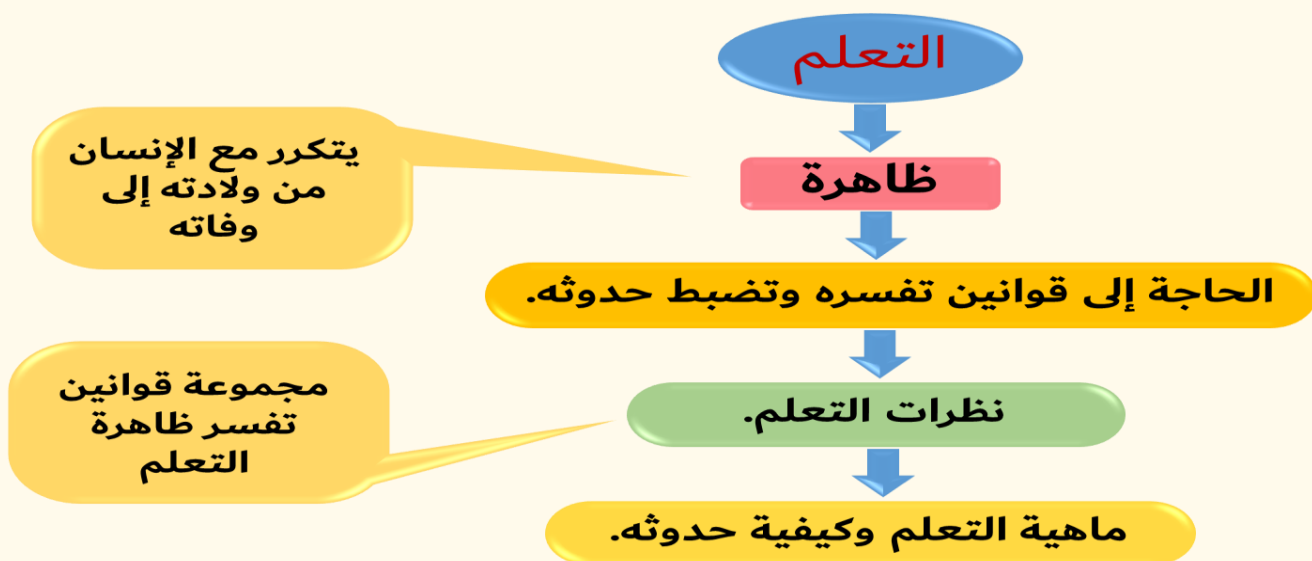 التعلم
ظاهرة
يتكرر مع الإنسان
من ولادته إلى
وفاته
الحاجة إلى قوانين تفسره وتضبط حدوثه.
نظرات التعلم.
مجموعة قوانين
تفسر ظاهرة
التعلم
ماهية التعلم وكيفية حدوثه.